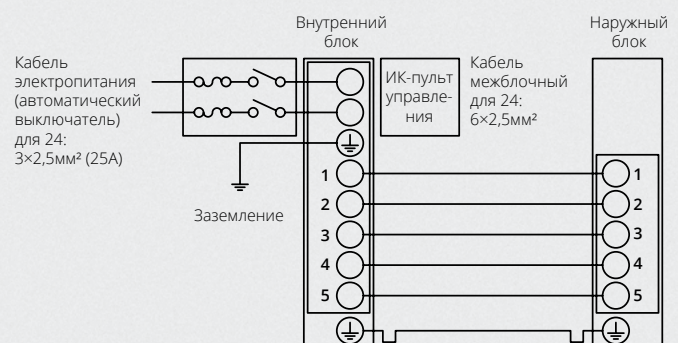 Внутренний
блок
Наружный
блок
Кабель
электропитания
(автоматический
выключатель)
для 24:
3×2,5мм² (25А)
ИК-пульт
управле-
ния
Кабель
межблочный
для 24:
6×2,5мм²
Заземление
1
2
3
4
5
1
2
3
4
5